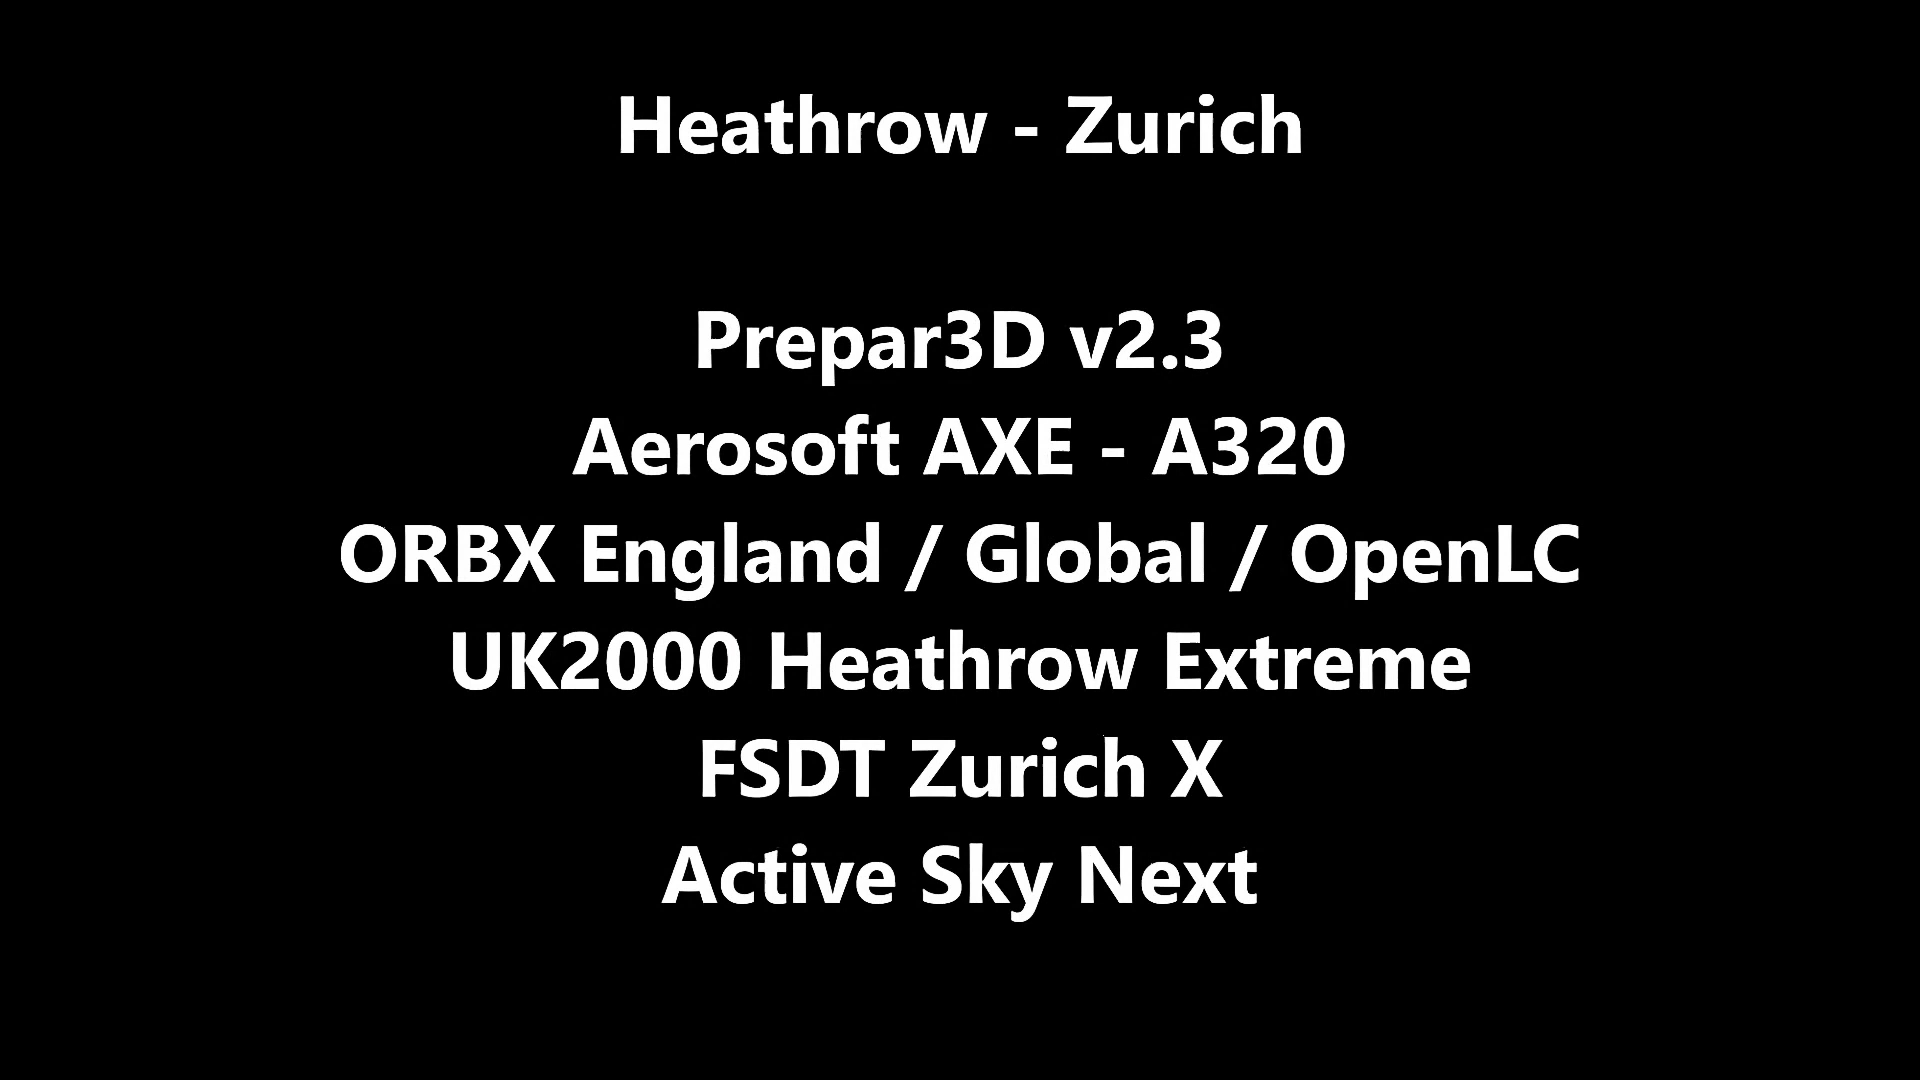 Heathrow - Zurich
Prepar3D v2.3
Aerosoft AXE - A320
ORBX England / Global / OpenLC
UK2000 Heathrow Extreme
FSDT Zurich X
Active Sky Next